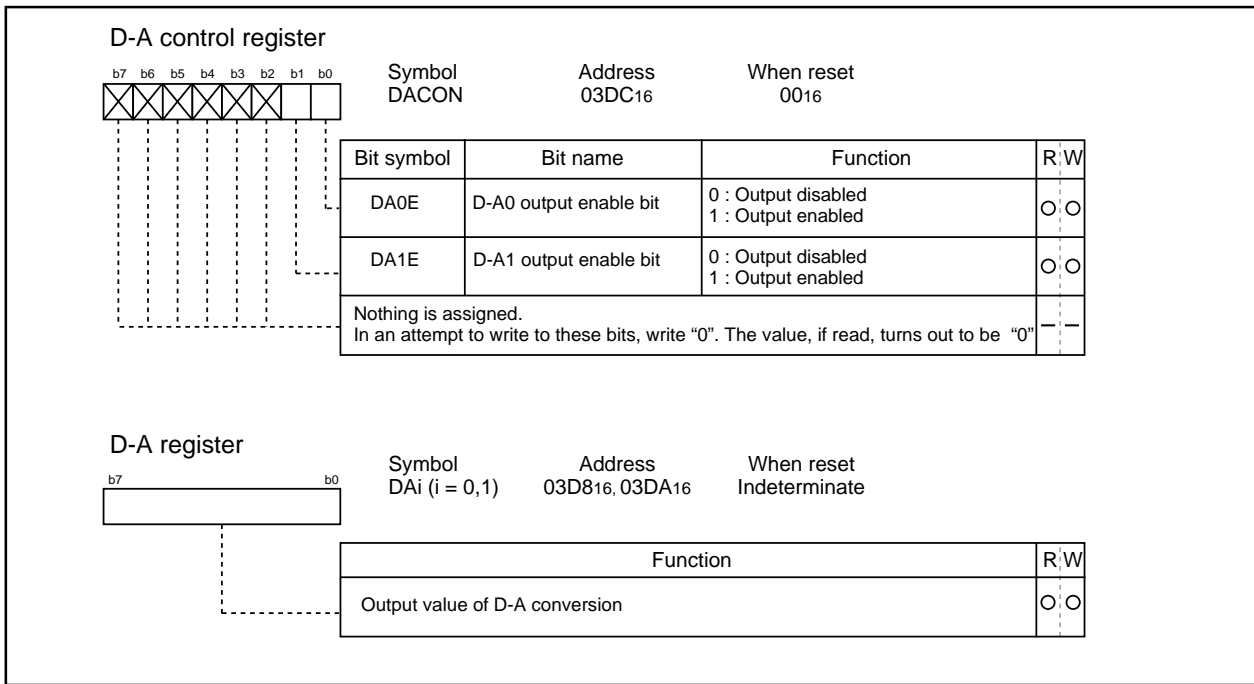 D-A control register
b7 b6 b5 b4 b3 b2 b1 b0
Symbol Address When reset
DACON 03DC16 0016
Bit symbol Bit name Function R W
DA0E D-A0 output enable bit 0 : Output disabled
1 : Output enabled
DA1E D-A1 output enable bit 0 : Output disabled
1 : Output enabled
Nothing is assigned.
In an attempt to write to these bits, write “0”. The value, if read, turns out to be “0”
D-A register
b7 b0
Symbol Address When reset
DAi (i = 0,1) 03D816, 03DA16 Indeterminate
Function R W
Output value of D-A conversion